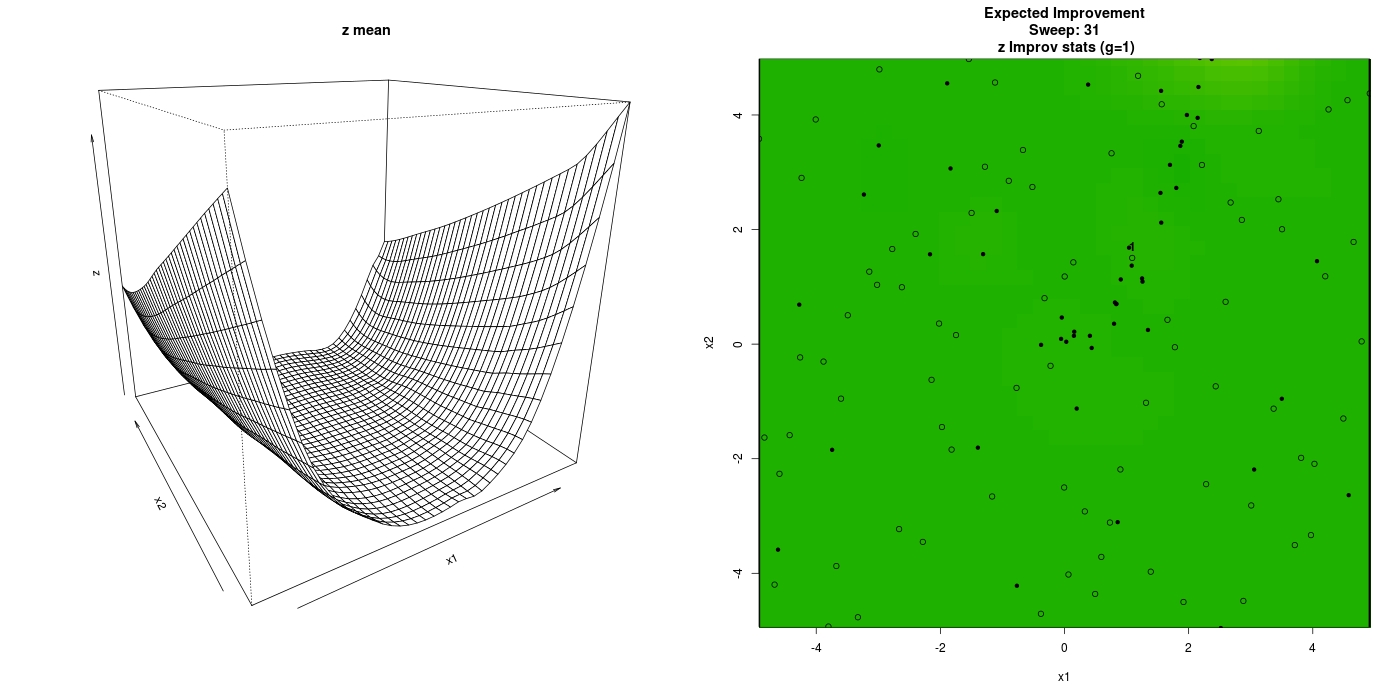 z mean
z
x2
x1
Expected Improvement
Sweep: 31
z Improv stats (g=1)
x2
4
2
0
-2
-4
1
-4
-2
0
2
4
x1